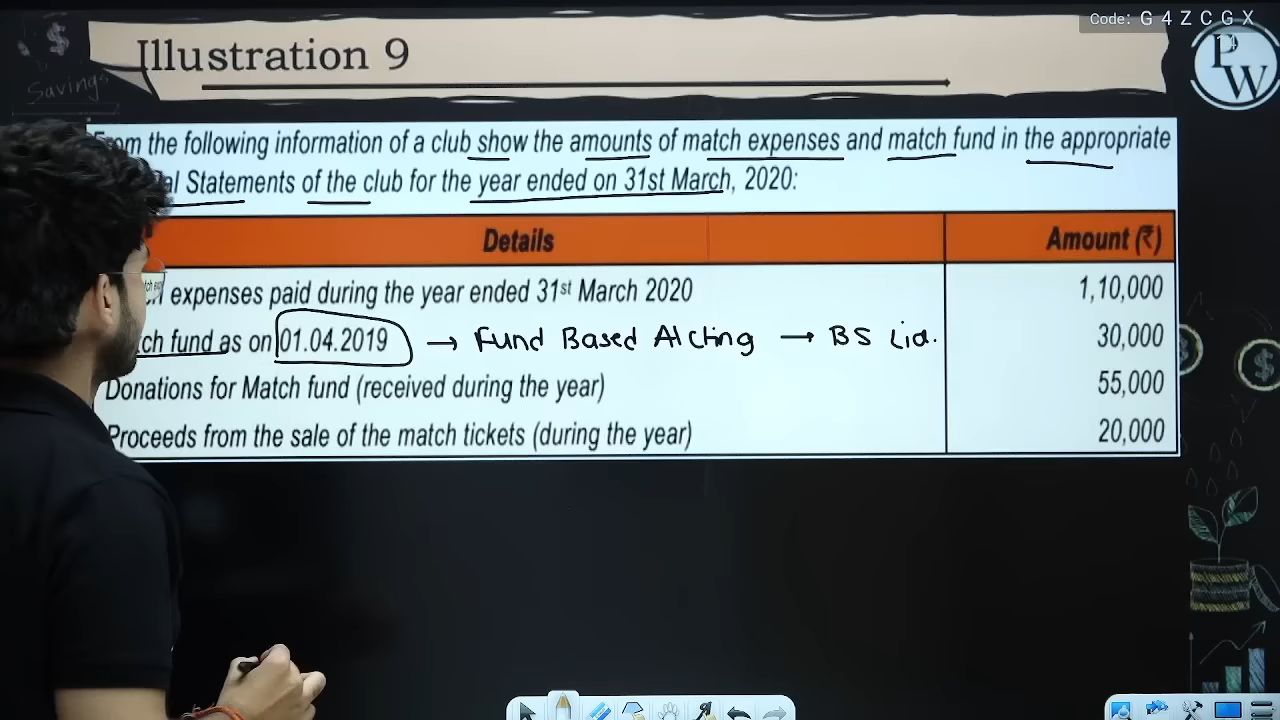 Code: G 4 Z C G X
Illustration 9
PW
Savings
From the following information of a club show the amounts of match expenses and match fund in the appropriate
Statements of the club for the year ended on 31st March, 2020:
Details Amount (₹)
expenses paid during the year ended 31st March 2020 1,10,000
fund as on 01.04.2019 → Fund Based A/cting → BS Lia. 30,000
Donations for Match fund (received during the year) 55,000
Proceeds from the sale of the match tickets (during the year) 20,000